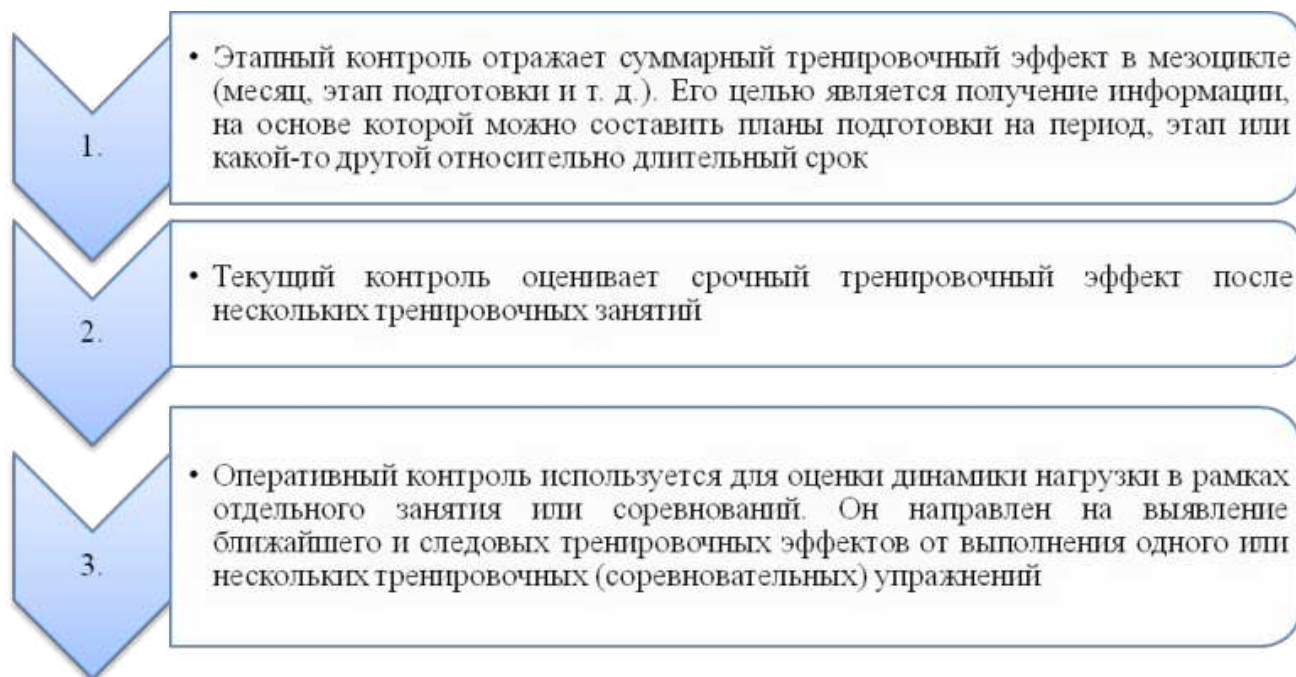 1.
• Этапный контроль отражает суммарный тренировочный эффект в мезоцикле
(месяц, этап подготовки и т. д.). Его целью является получение информации,
на основе которой можно составить планы подготовки на период, этап или
какой-то другой относительно длительный срок
2.
• Текущий контроль оценивает срочный тренировочный эффект после
нескольких тренировочных занятий
3.
• Оперативный контроль используется для оценки динамики нагрузки в рамках
отдельного занятия или соревнований. Он направлен на выявление
ближайшего и следовых тренировочных эффектов от выполнения одного или
нескольких тренировочных (соревновательных) упражнений